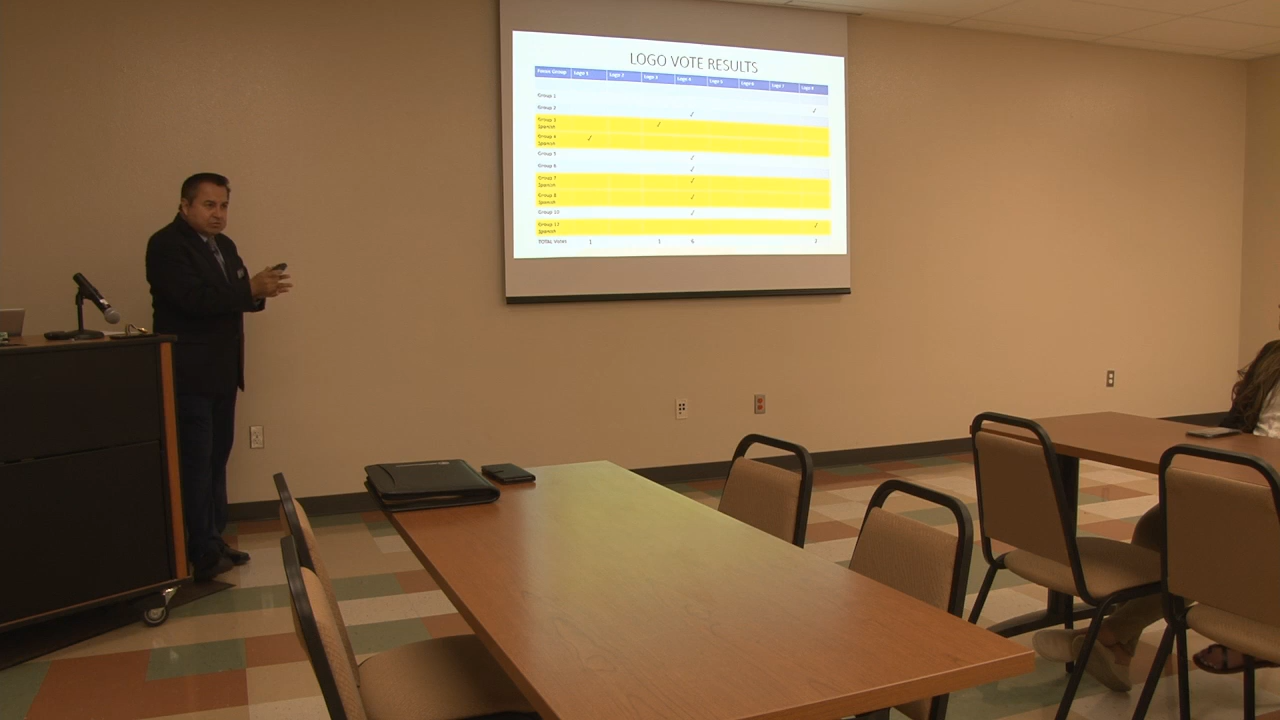 LOGO VOTE RESULTS
Focus Group Logo 1 Logo 2 Logo 3 Logo 4 Logo 5 Logo 6 Logo 7 Logo 8
Group 1
Group 2 ✓ ✓
Group 3 ✓
Spanish
Group 4 ✓
Spanish
Group 5 ✓
Group 6 ✓
Group 7 ✓
Spanish
Group 8 ✓
Spanish
Group 10 ✓
Group 12 ✓
Spanish
TOTAL Votes 1 1 6 2